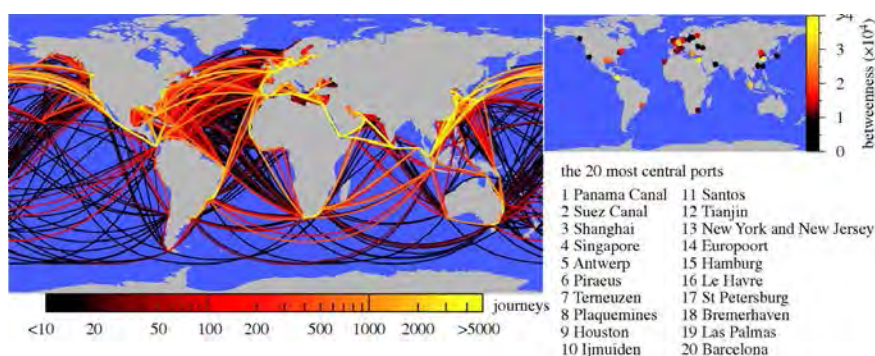 journeys
<10 20 50 100 200 500 1000 2000 >5000
34
3
2
1
0
betweenness (×10⁴)
the 20 most central ports
1 Panama Canal 11 Santos
2 Suez Canal 12 Tianjin
3 Shanghai 13 New York and New Jersey
4 Singapore 14 Europoort
5 Antwerp 15 Hamburg
6 Piraeus 16 Le Havre
7 Terneuzen 17 St Petersburg
8 Plaquemines 18 Bremerhaven
9 Houston 19 Las Palmas
10 Ijmuiden 20 Barcelona